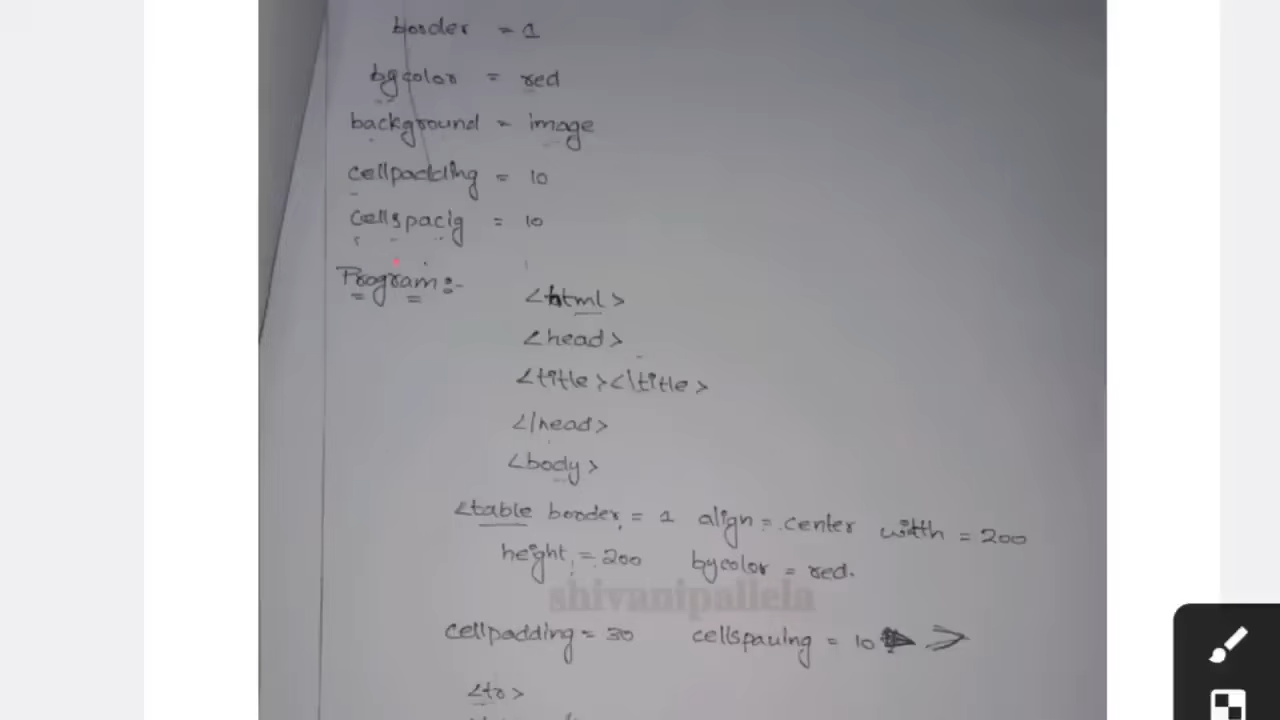 border = 1
bgcolor = red
background = image
cellpadding = 10
cellspacig = 10
Program :-
<html>
<head>
<title><\title>
</head>
<body>
<table border = 1 align = center width = 200
height = 200 bgcolor = red.
shivanipallela
cellpadding = 30 cellspacing = 10 >
<tr>